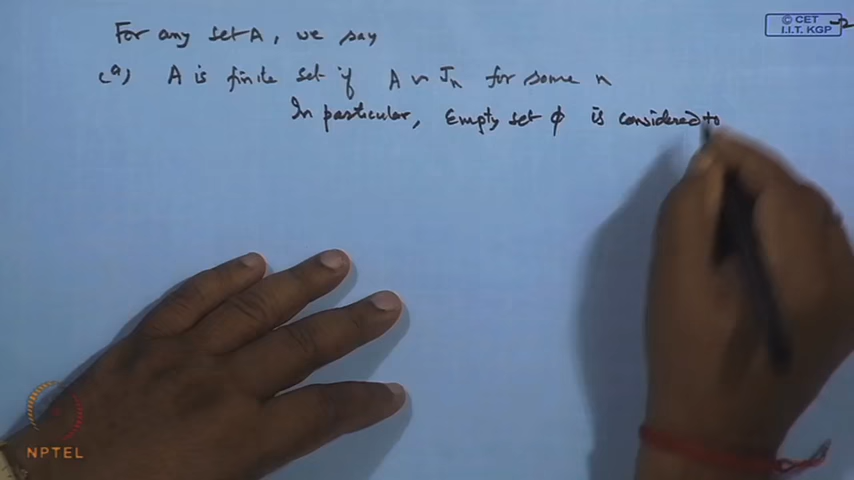 For any set A, we say
(a) A is finite set if A ~ Jn for some n
In particular, Empty set ϕ is considered to
© CET
I.I.T. KGP
NPTEL